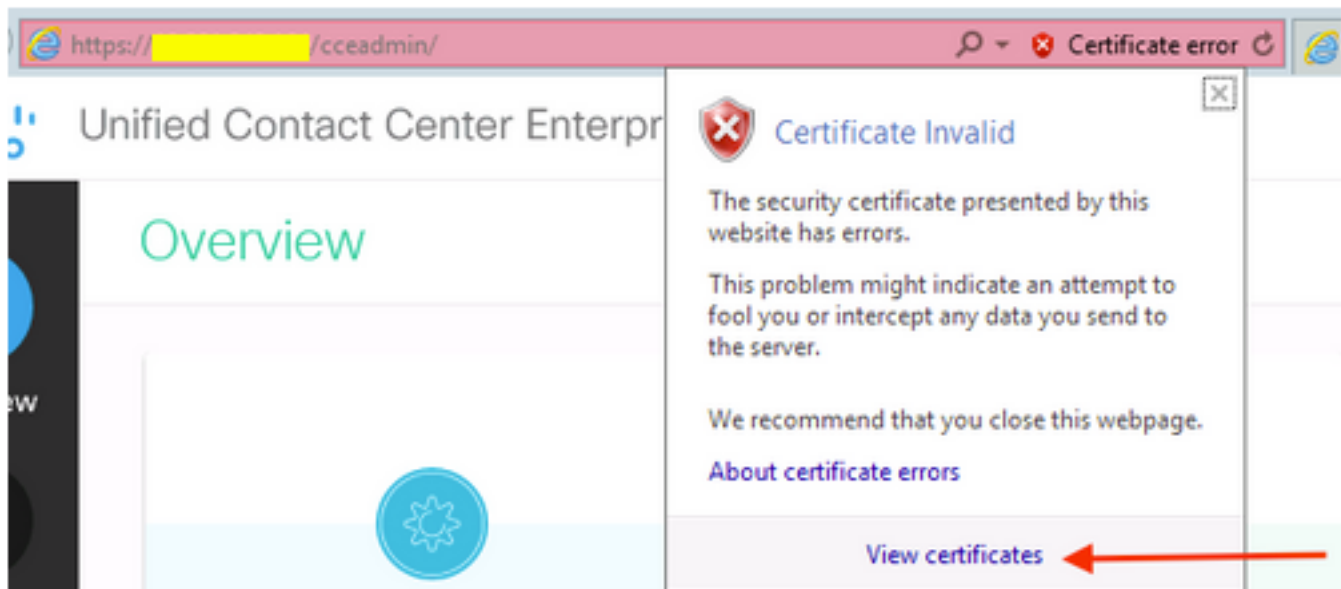 https:// /cceadmin/
Certificate error
Unified Contact Center Enterpr
Certificate Invalid
Overview
The security certificate presented by this
website has errors.
This problem might indicate an attempt to
fool you or intercept any data you send to
the server.
ew
We recommend that you close this webpage.
About certificate errors
View certificates